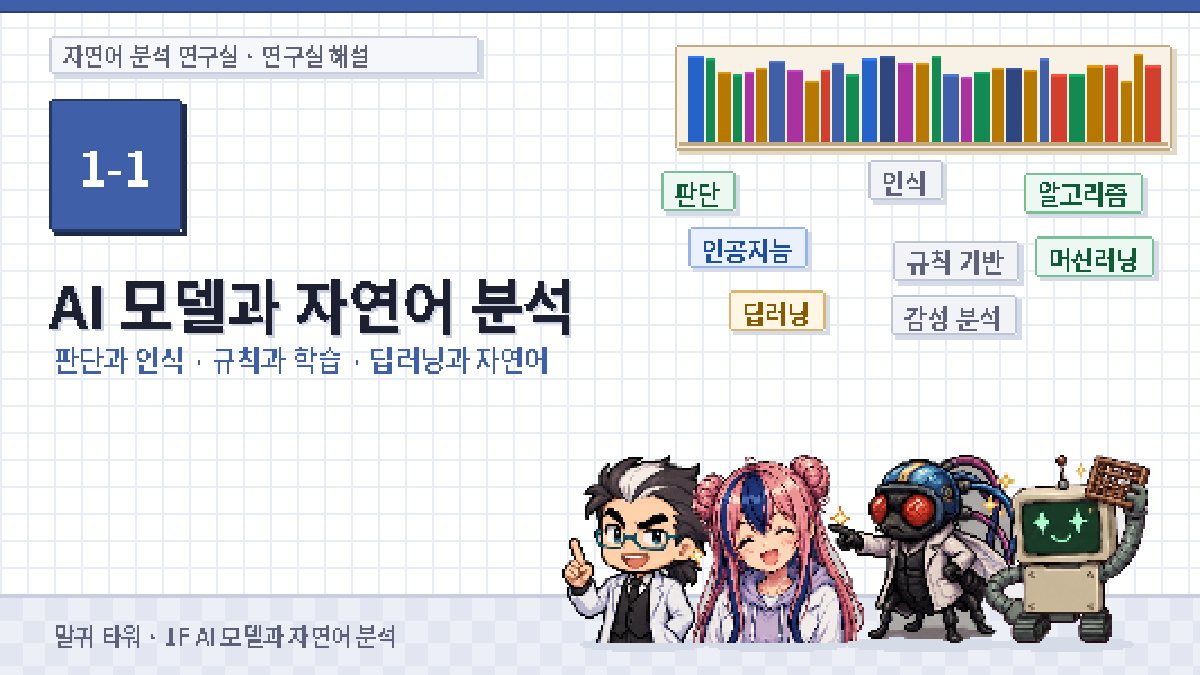 자연어 분석 연구실 · 연구실 해설
1-1
AI 모델과 자연어 분석
판단과 인식 · 규칙과 학습 · 딥러닝과 자연어
판단
인식
알고리즘
인공지능
규칙 기반
머신러닝
딥러닝
감성 분석
말귀 타워 · 1F AI 모델과 자연어 분석